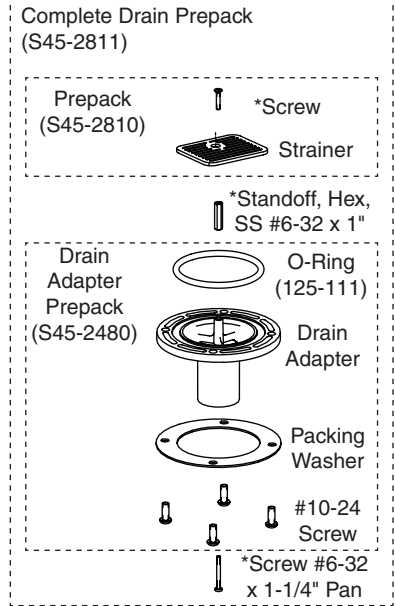 Complete Drain Prepack
(S45-2811)
Prepack
(S45-2810)
*Screw
Strainer
*Standoff, Hex,
SS #6-32 x 1"
Drain
Adapter
Prepack
(S45-2480)
O-Ring
(125-111)
Drain
Adapter
Packing
Washer
#10-24
Screw
*Screw #6-32
x 1-1/4" Pan